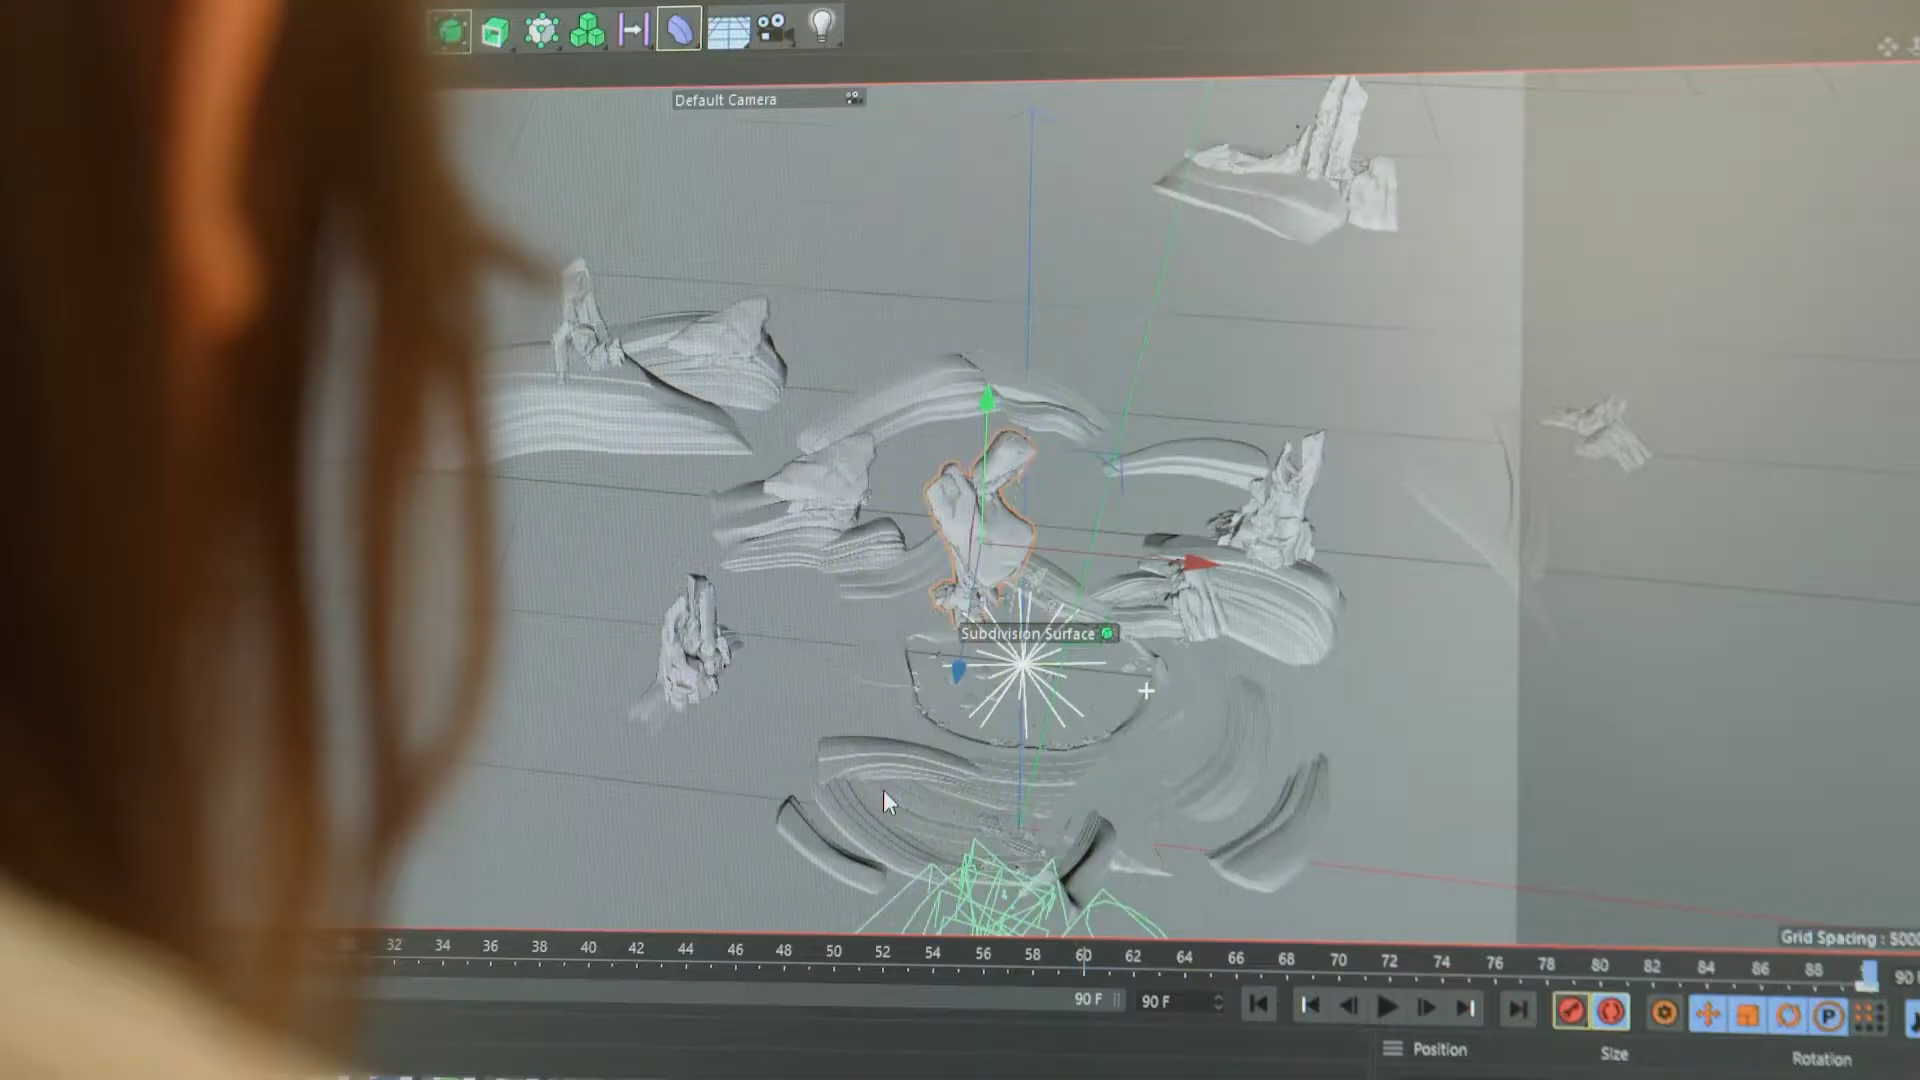 Default Camera
Subdivision Surface
Grid Spacing : 500
32 34 36 38 40 42 44 46 48 50 52 54 56 58 60 62 64 66 68 70 72 74 76 78 80 82 84 86 88
90 F
90 F
90 F
P
Position
Size
Rotation